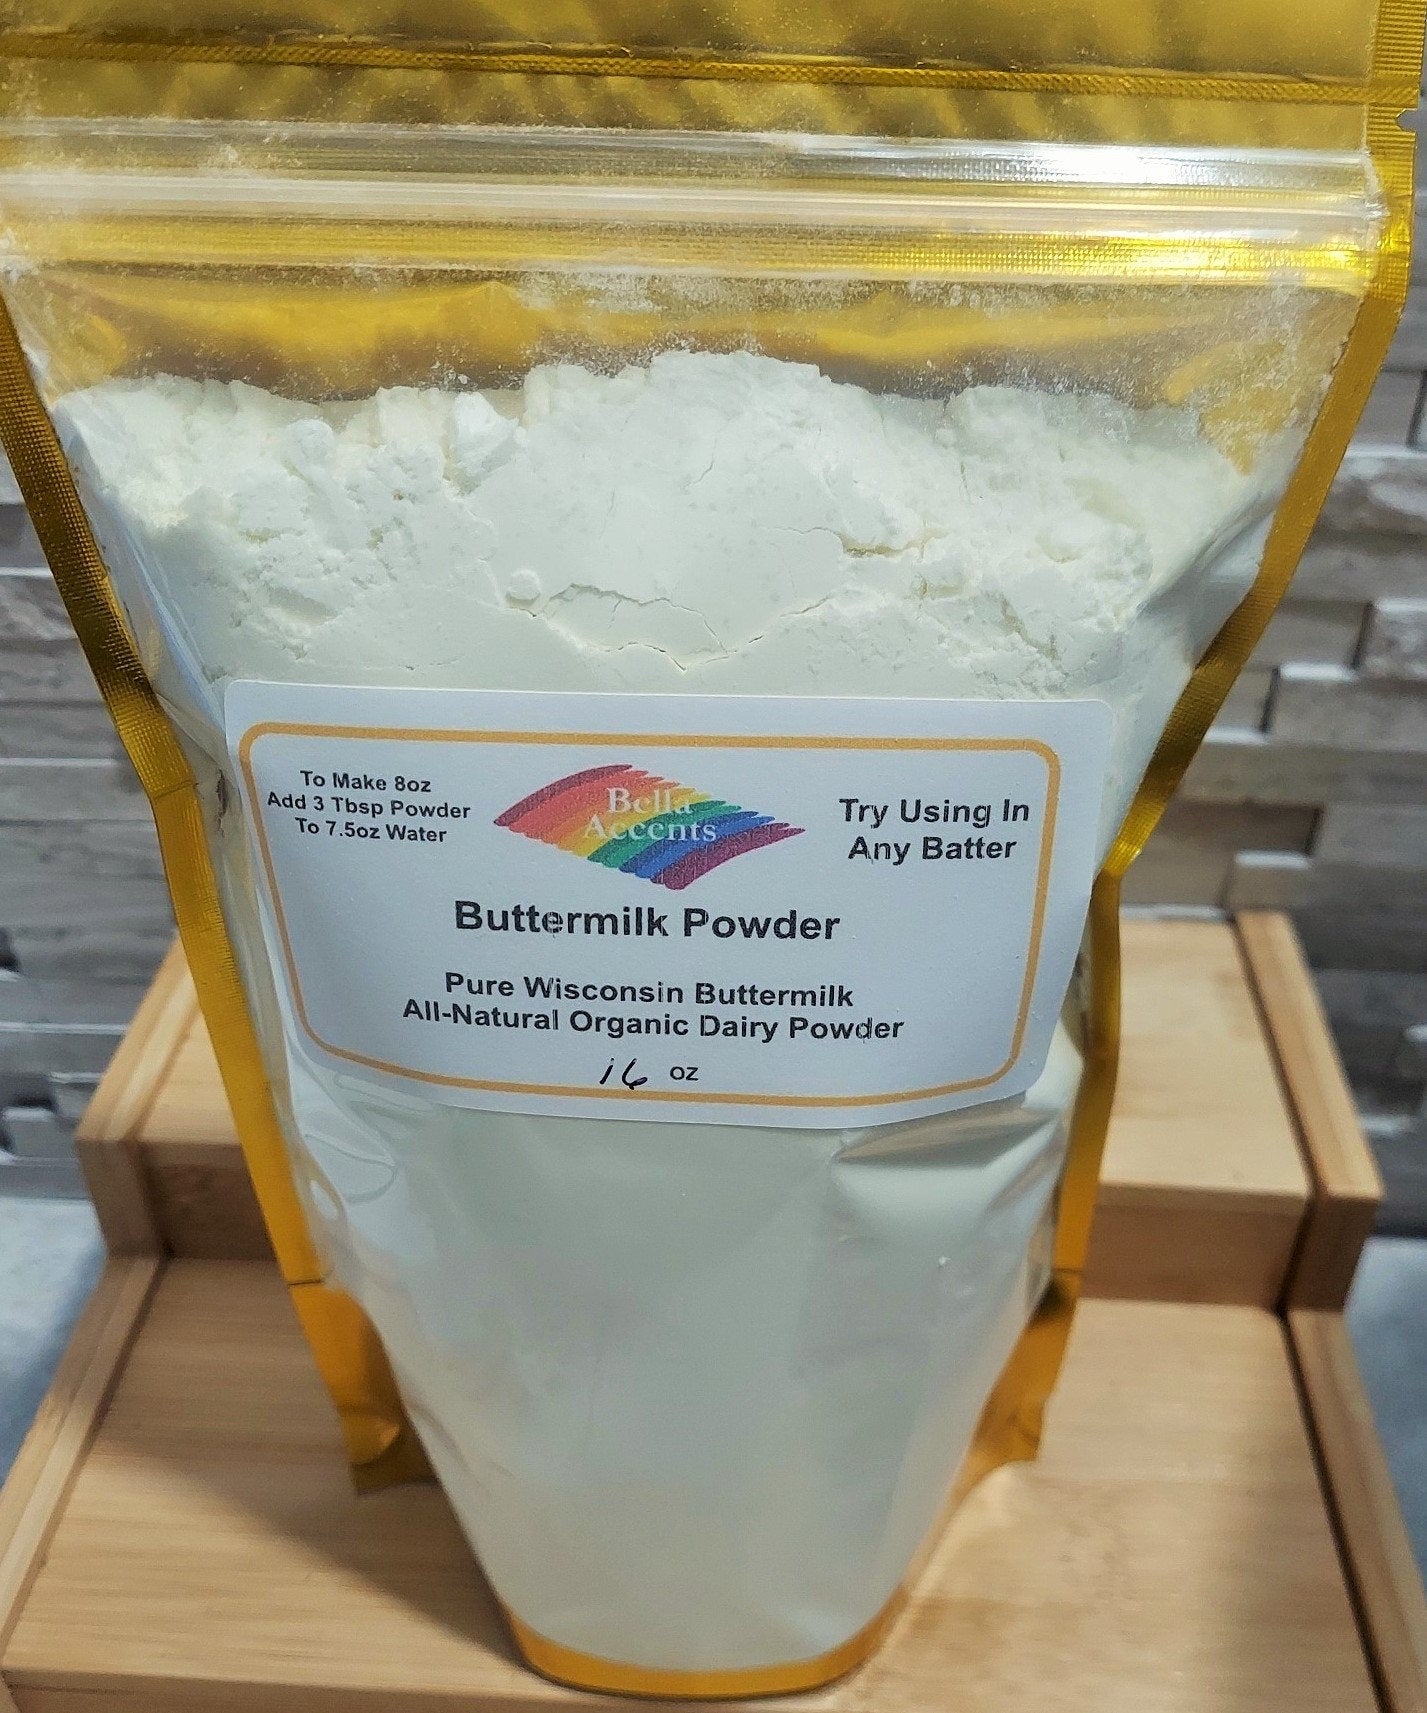 To Make 8oz
Add 3 Tbsp Powder
To 7.5oz Water
Bella
Accents
Try Using In
Any Batter
Buttermilk Powder
Pure Wisconsin Buttermilk
All-Natural Organic Dairy Powder
16 oz